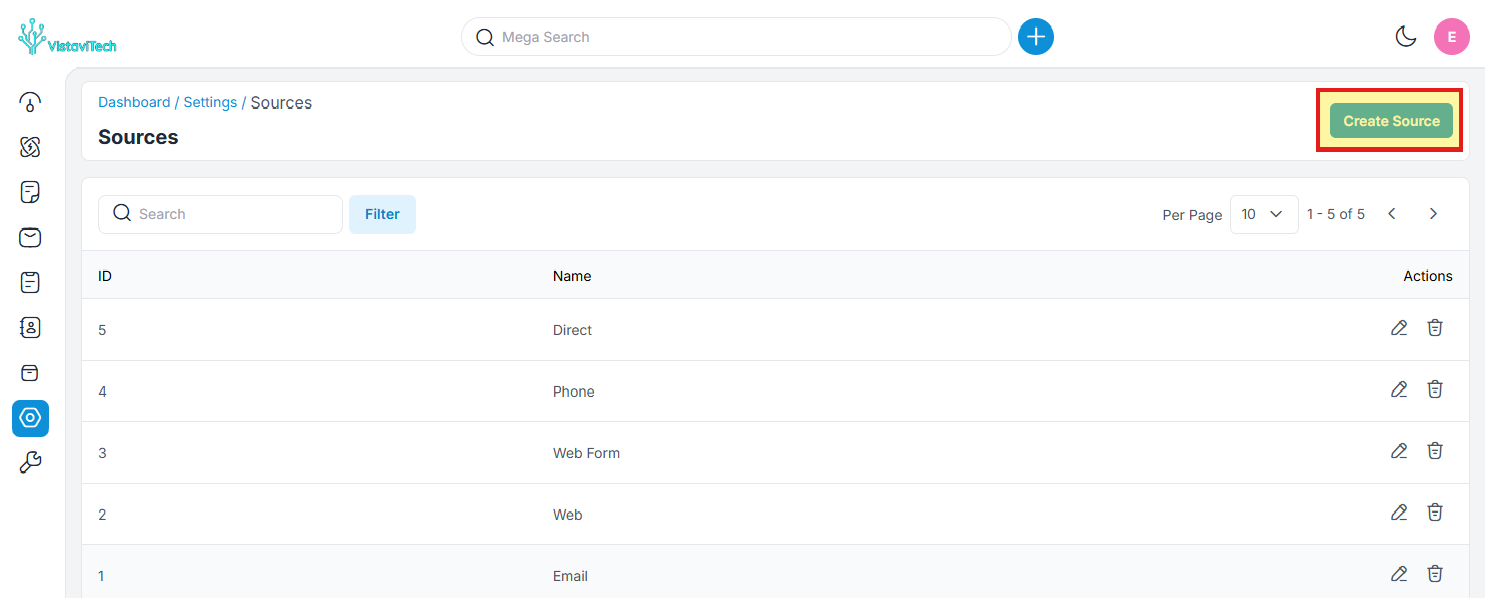 VistaviTech
Mega Search
E
Dashboard / Settings / Sources
Sources
Create Source
Search
Filter
Per Page 10 1 - 5 of 5
ID Name Actions
5 Direct
4 Phone
3 Web Form
2 Web
1 Email